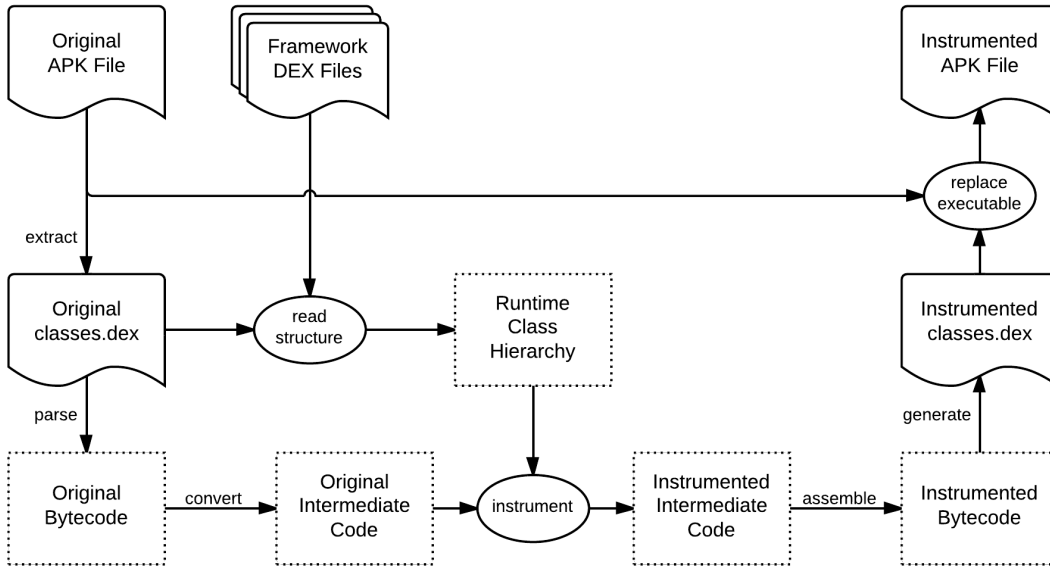 Original
APK File
Framework
DEX Files
Instrumented
APK File
replace
executable
extract
Original
classes.dex
read
structure
Runtime
Class
Hierarchy
Instrumented
classes.dex
parse
generate
Original
Bytecode
convert
Original
Intermediate
Code
instrument
Instrumented
Intermediate
Code
assemble
Instrumented
Bytecode